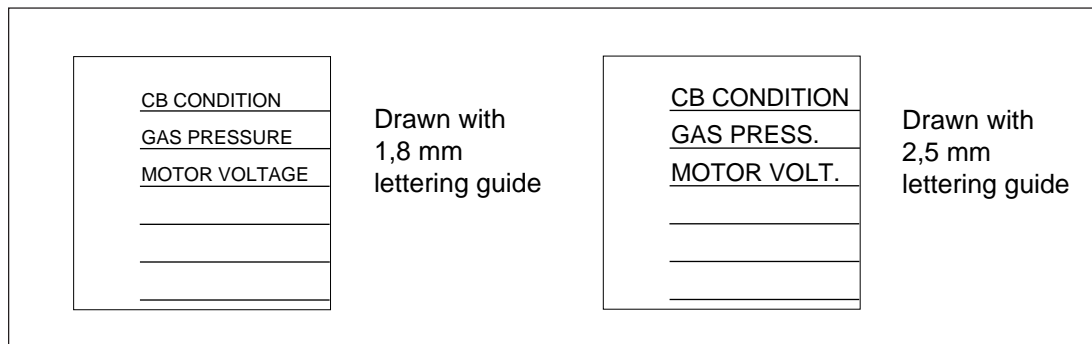 CB CONDITION
GAS PRESSURE
MOTOR VOLTAGE
Drawn with
1,8 mm
lettering guide
CB CONDITION
GAS PRESS.
MOTOR VOLT.
Drawn with
2,5 mm
lettering guide